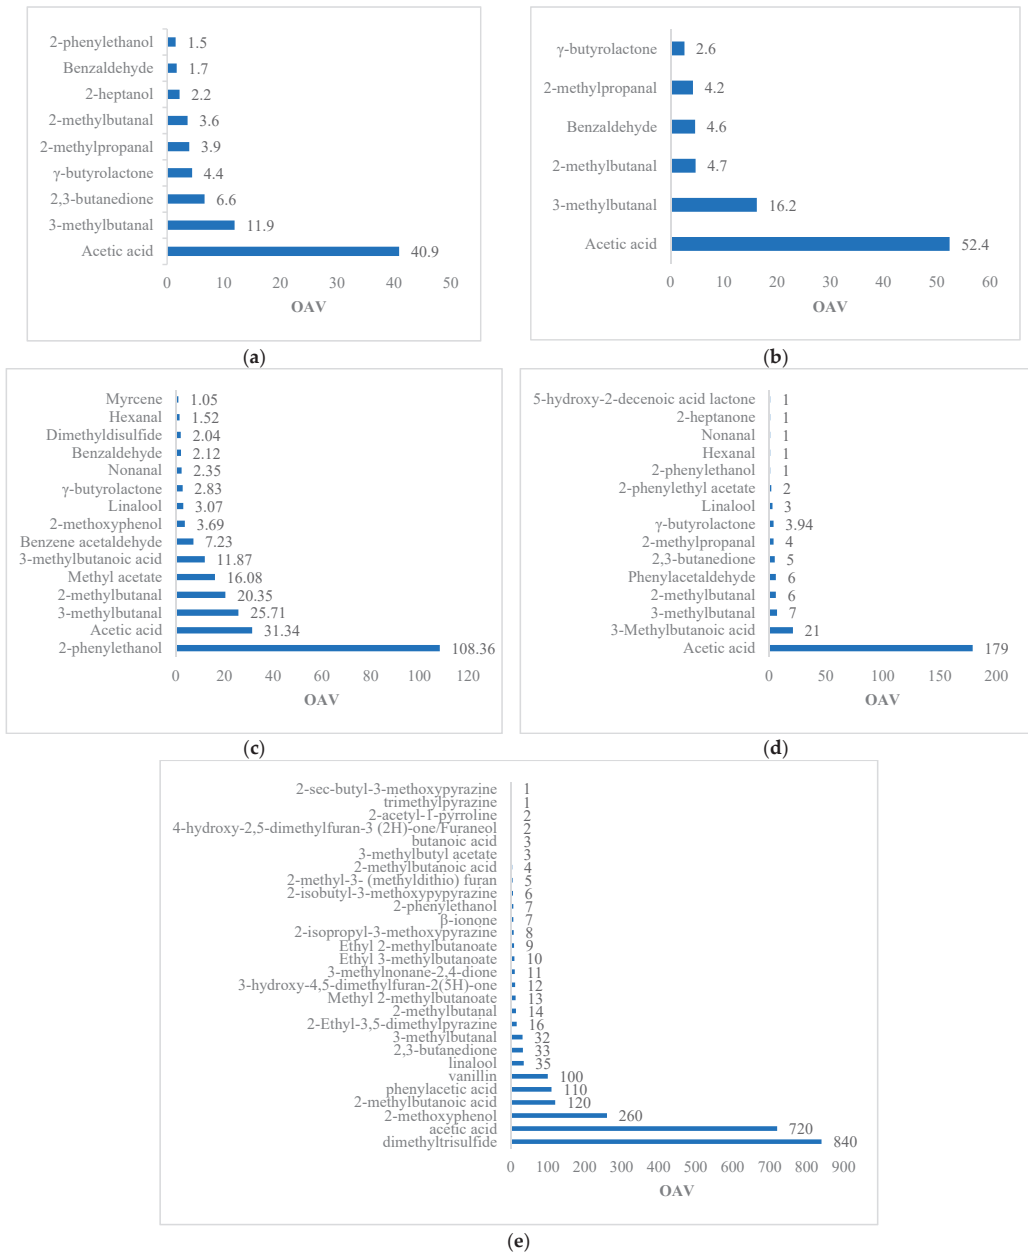 2-phenylethanol 1.5
Benzaldehyde 1.7
2-heptanol 2.2
2-methylbutanal 3.6
2-methylpropanal 3.9
γ-butyrolactone 4.4
2,3-butanedione 6.6
3-methylbutanal 11.9
Acetic acid 40.9
0 10 20 30 40 50
OAV
(a)
γ-butyrolactone 2.6
2-methylpropanal 4.2
Benzaldehyde 4.6
2-methylbutanal 4.7
3-methylbutanal 16.2
Acetic acid 52.4
0 10 20 30 40 50 60
OAV
(b)
Myrcene 1.05
Hexanal 1.52
Dimethyldisulfide 2.04
Benzaldehyde 2.12
Nonanal 2.35
γ-butyrolactone 2.83
Linalool 3.07
2-methoxyphenol 3.69
Benzene acetaldehyde 7.23
3-methylbutanoic acid 11.87
Methyl acetate 16.08
2-methylbutanal 20.35
3-methylbutanal 25.71
Acetic acid 31.34
2-phenylethanol 108.36
0 20 40 60 80 100 120
OAV
(c)
5-hydroxy-2-decenoic acid lactone 1
2-heptanone 1
Nonanal 1
Hexanal 1
2-phenylethanol 1
2-phenylethyl acetate 2
Linalool 3
γ-butyrolactone 3.94
2-methylpropanal 4
2,3-butanedione 5
Phenylacetaldehyde 6
2-methylbutanal 6
3-methylbutanal 7
3-Methylbutanoic acid 21
Acetic acid 179
0 50 100 150 200
OAV
(d)
2-sec-butyl-3-methoxypyrazine 1
trimethylpyrazine 1
2-acetyl-1-pyrroline 2
4-hydroxy-2,5-dimethylfuran-3 (2H)-one/Furaneol 2
butanoic acid 3
3-methylbutyl acetate 3
2-methylbutanoic acid 4
2-methyl-3- (methyldithio) furan 5
2-isobutyl-3-methoxypypyrazine 6
2-phenylethanol 7
β-ionone 7
2-isopropyl-3-methoxypyrazine 8
Ethyl 2-methylbutanoate 9
Ethyl 3-methylbutanoate 10
3-methylnonane-2,4-dione 11
3-hydroxy-4,5-dimethylfuran-2(5H)-one 12
Methyl 2-methylbutanoate 13
2-methylbutanal 14
2-Ethyl-3,5-dimethylpyrazine 16
3-methylbutanal 32
2,3-butanedione 33
linalool 35
vanillin 100
phenylacetic acid 110
2-methylbutanoic acid 120
2-methoxyphenol 260
acetic acid 720
dimethyltrisulfide 840
0 100 200 300 400 500 600 700 800 900
OAV
(e)